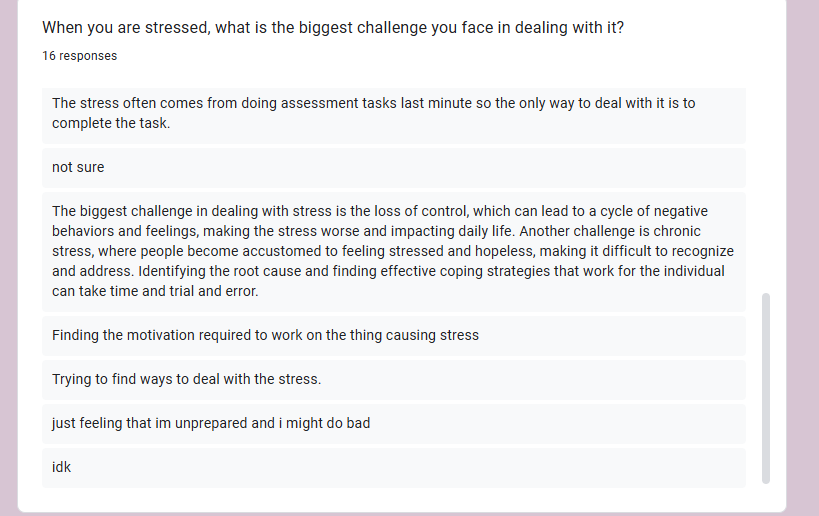 When you are stressed, what is the biggest challenge you face in dealing with it?
16 responses
The stress often comes from doing assessment tasks last minute so the only way to deal with it is to
complete the task.
not sure
The biggest challenge in dealing with stress is the loss of control, which can lead to a cycle of negative
behaviors and feelings, making the stress worse and impacting daily life. Another challenge is chronic
stress, where people become accustomed to feeling stressed and hopeless, making it difficult to recognize
and address. Identifying the root cause and finding effective coping strategies that work for the individual
can take time and trial and error.
Finding the motivation required to work on the thing causing stress
Trying to find ways to deal with the stress.
just feeling that im unprepared and i might do bad
idk